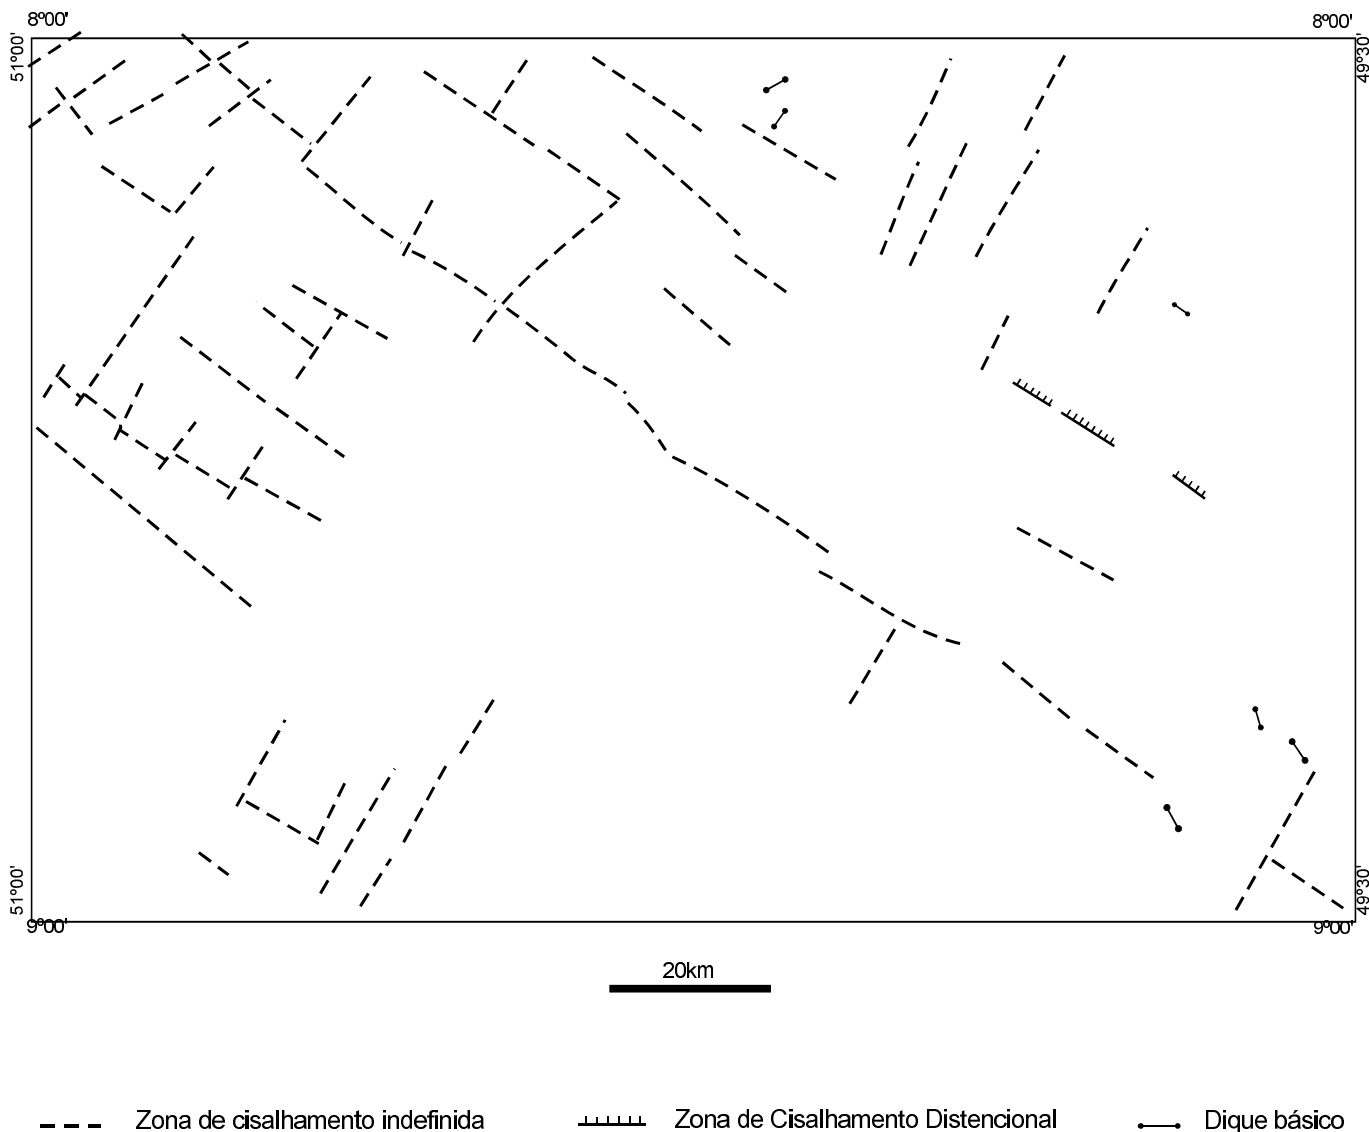 8º00'
8º00'
51º00'
49º30'
51º00'
49º30'
9º00'
9º00'
20km
Zona de cisalhamento indefinida
Zona de Cisalhamento Distencional
Dique básico